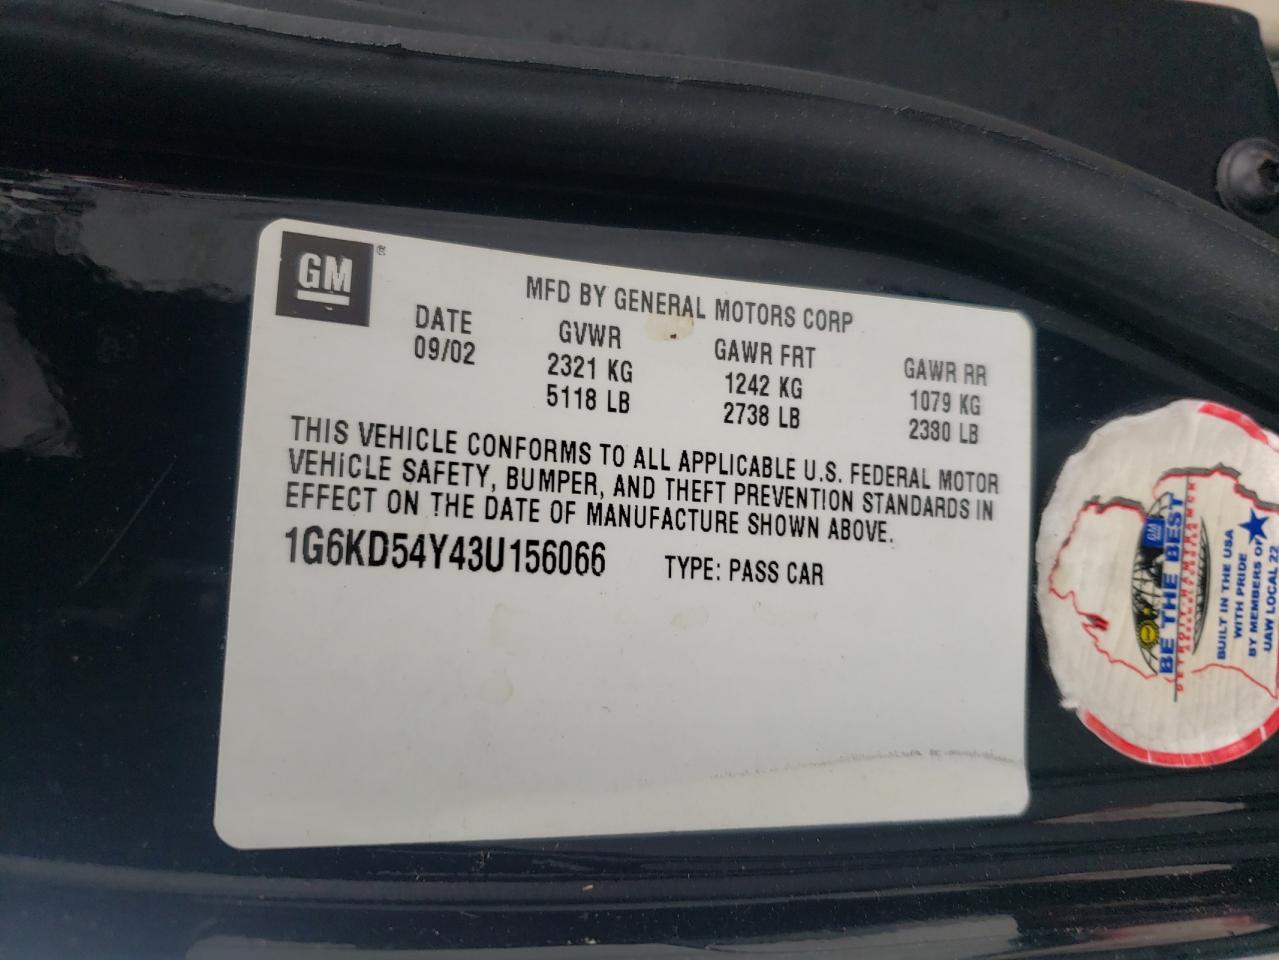 GM ®
MFD BY GENERAL MOTORS CORP
DATE GVWR GAWR FRT GAWR RR
09/02 2321 KG 1242 KG 1079 KG
5118 LB 2738 LB 2380 LB
THIS VEHICLE CONFORMS TO ALL APPLICABLE U.S. FEDERAL MOTOR
VEHICLE SAFETY, BUMPER, AND THEFT PREVENTION STANDARDS IN
EFFECT ON THE DATE OF MANUFACTURE SHOWN ABOVE.
1G6KD54Y43U156066 TYPE: PASS CAR
GM
BE THE BEST
DETROIT HAMTRAMCK
BUILT IN THE USA
WITH PRIDE
BY MEMBERS OF
UAW LOCAL 22